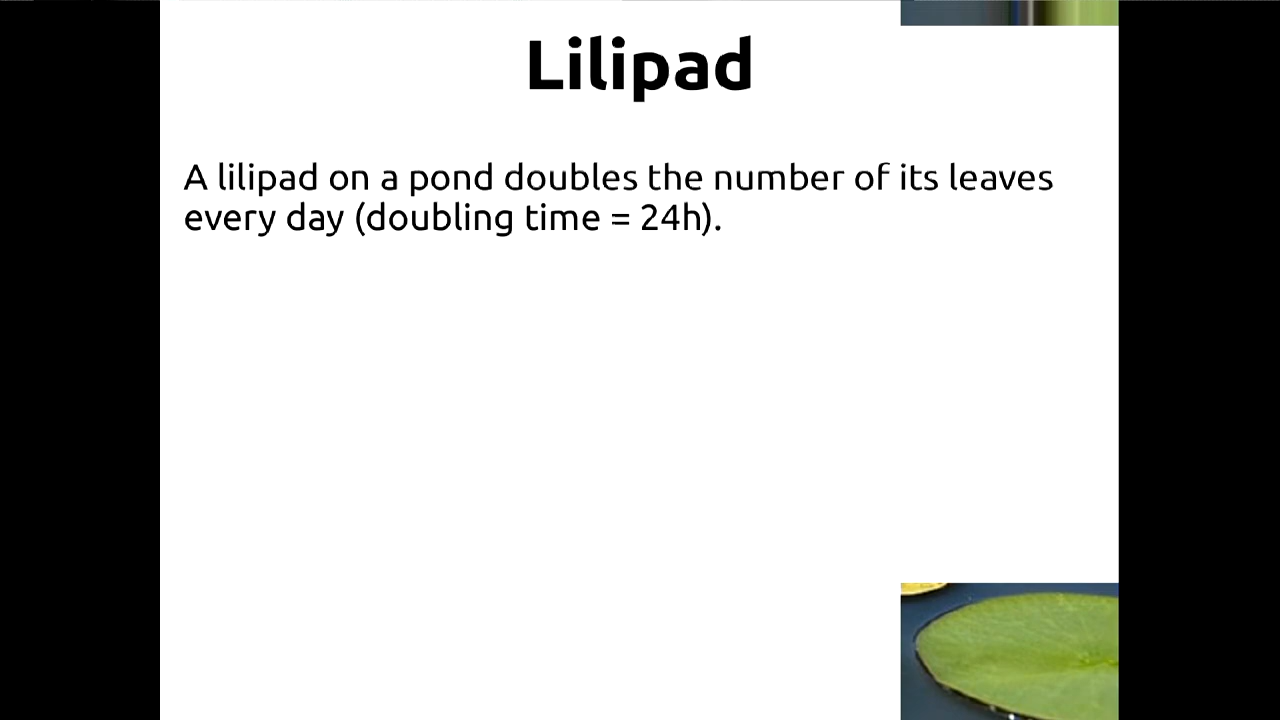 Lilipad
A lilipad on a pond doubles the number of its leaves
every day (doubling time = 24h).